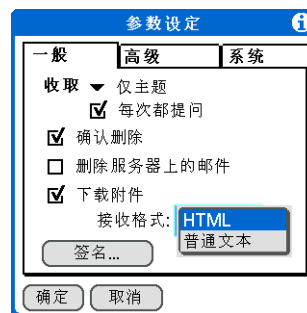 参数设定
一般 高级 系统
收取 仅主题
每次都提问
确认删除
删除服务器上的邮件
下载附件
接收格式: HTML
普通文本
签名...
确定 取消